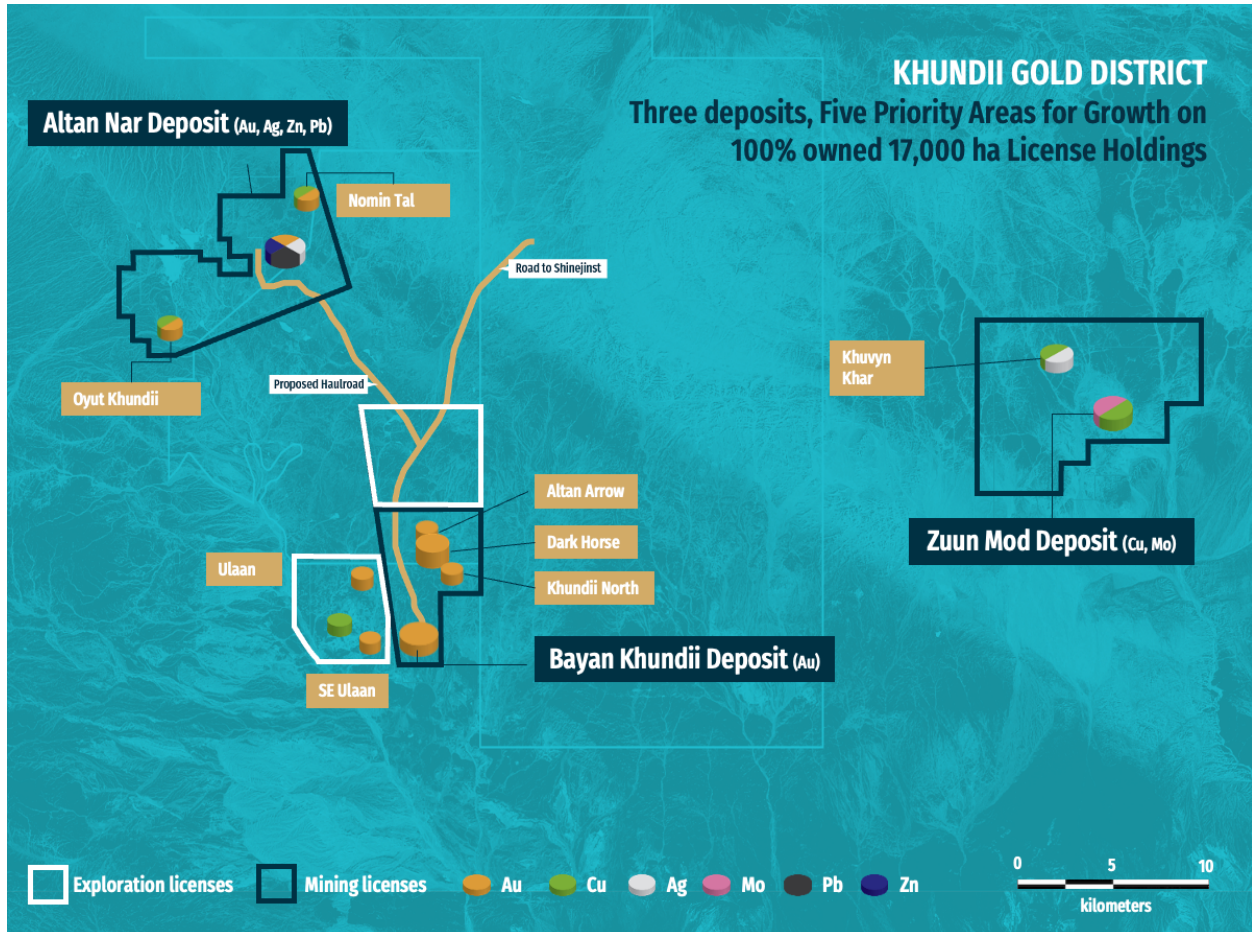 KHUNDII GOLD DISTRICT
Three deposits, Five Priority Areas for Growth on
100% owned 17,000 ha License Holdings
Altan Nar Deposit (Au, Ag, Zn, Pb)
Nomin Tal
Road to Shinejinst
Proposed Haulroad
Oyut Khundii
Khuvyn
Khar
Zuun Mod Deposit (Cu, Mo)
Altan Arrow
Dark Horse
Khundii North
Ulaan
Bayan Khundii Deposit (Au)
SE Ulaan
Exploration licenses
Mining licenses
Au
Cu
Ag
Mo
Pb
Zn
0 5 10
kilometers